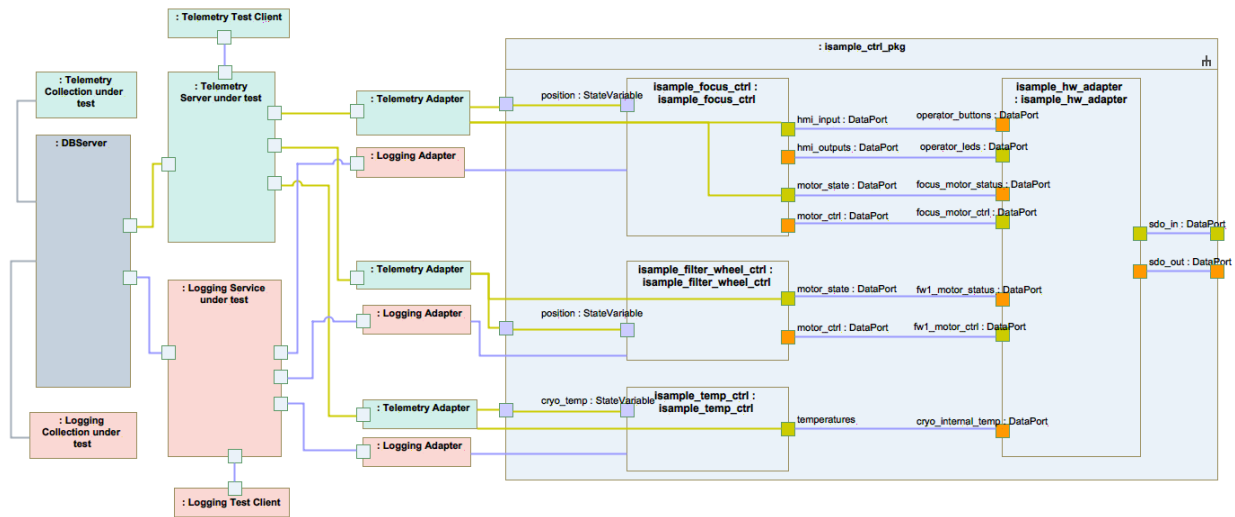 : Telemetry Test Client
: isample_ctrl_pkg
: Telemetry
Collection under
test
: Telemetry
Server under test
: DBServer
: Telemetry Adapter
: Logging Adapter
position : StateVariable
isample_focus_ctrl :
isample_focus_ctrl
hmi_input : DataPort
hmi_outputs : DataPort
motor_state : DataPort
motor_ctrl : DataPort
isample_hw_adapter
: isample_hw_adapter
operator_buttons : DataPort
operator_leds : DataPort
focus_motor_status : DataPort
focus_motor_ctrl : DataPort
sdo_in : DataPort
sdo_out : DataPort
: Logging Service
under test
: Telemetry Adapter
: Logging Adapter
position : StateVariable
isample_filter_wheel_ctrl :
isample_filter_wheel_ctrl
motor_state : DataPort
motor_ctrl : DataPort
fw1_motor_status : DataPort
fw1_motor_ctrl : DataPort
: Logging
Collection under
test
: Telemetry Adapter
: Logging Adapter
cryo_temp : StateVariable
isample_temp_ctrl :
isample_temp_ctrl
temperatures
cryo_internal_temp : DataPort
: Logging Test Client